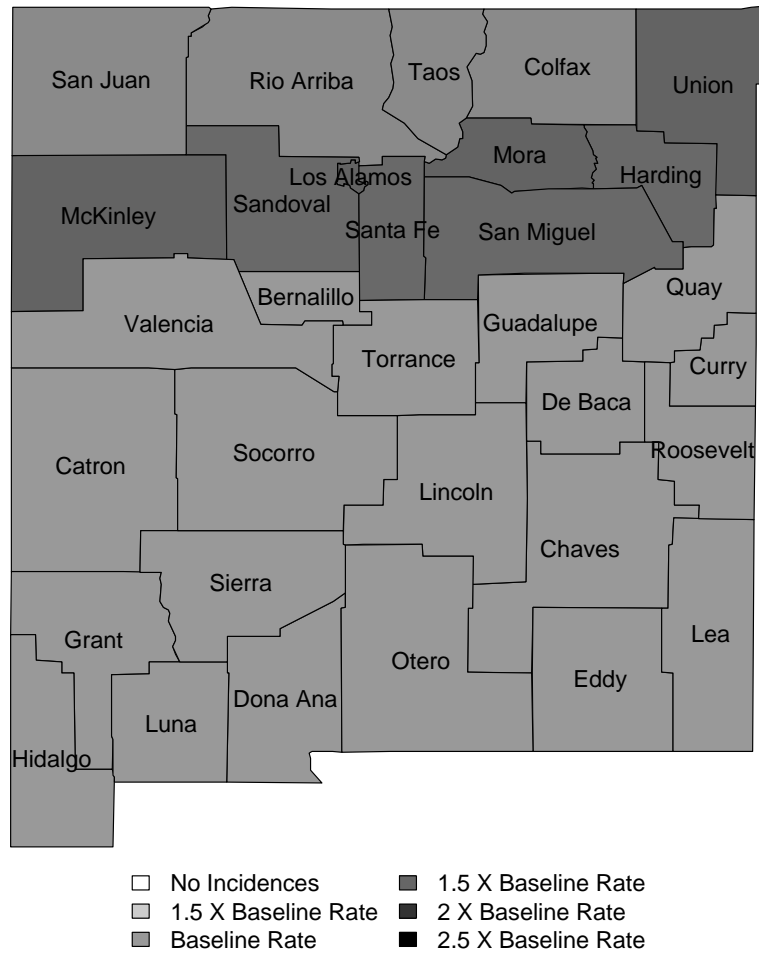 San Juan
Rio Arriba
Taos
Colfax
Union
Mora
Los Alamos
Harding
Sandoval
McKinley
Santa Fe
San Miguel
Quay
Bernalillo
Valencia
Guadalupe
Torrance
Curry
De Baca
Roosevelt
Catron
Socorro
Lincoln
Chaves
Sierra
Grant
Lea
Otero
Eddy
Dona Ana
Luna
Hidalgo
No Incidences
1.5 X Baseline Rate
Baseline Rate
1.5 X Baseline Rate
2 X Baseline Rate
2.5 X Baseline Rate